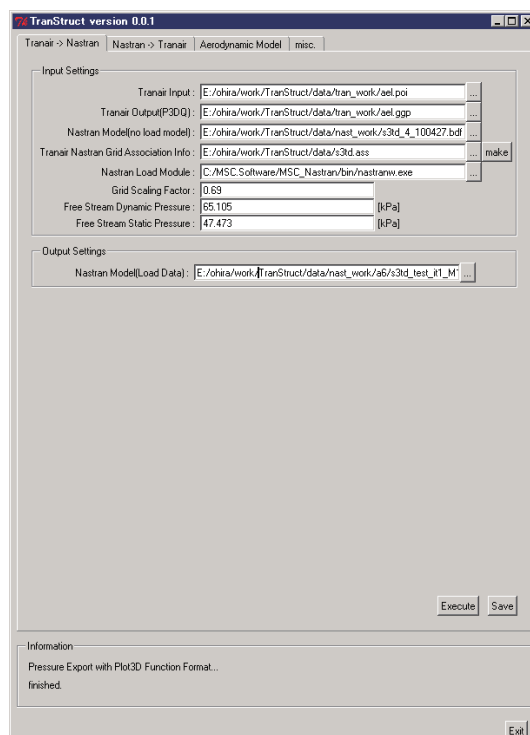 TranStruct version 0.0.1
Tranair -> Nastran Nastran -> Tranair Aerodynamic Model misc.
Input Settings
Tranair Input : E:/ohira/work/TranStruct/data/tran_work/ael.poi ...
Tranair Output(P3DQ) : E:/ohira/work/TranStruct/data/tran_work/ael.ggp ...
Nastran Model(no load model) : E:/ohira/work/TranStruct/data/nast_work/s3td_4_100427.bdf ...
Tranair Nastran Grid Association Info : E:/ohira/work/TranStruct/data/s3td.ass ... make
Nastran Load Module : C:/MSC.Software/MSC_Nastran/bin/nastranw.exe ...
Grid Scaling Factor : 0.69
Free Stream Dynamic Pressure : 65.105 [kPa]
Free Stream Static Pressure : 47.473 [kPa]
Output Settings
Nastran Model(Load Data) : E:/ohira/work/TranStruct/data/nast_work/a6/s3td_test_it1_M1 ...
Execute Save
Information
Pressure Export with Plot3D Function Format...
finished.
Exit